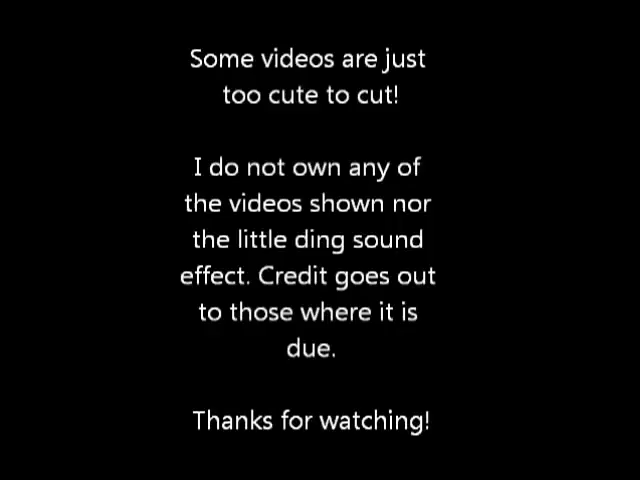 Some videos are just
too cute to cut!
I do not own any of
the videos shown nor
the little ding sound
effect. Credit goes out
to those where it is
due.
Thanks for watching!